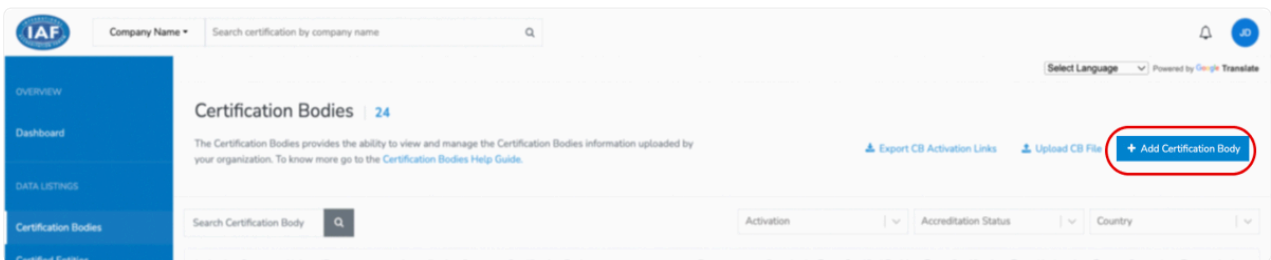 IAF
Company Name
Search certification by company name
JD
Select Language
Powered by Google Translate
OVERVIEW
Dashboard
DATA LISTINGS
Certification Bodies
Certified Entities
Certification Bodies | 24
The Certification Bodies provides the ability to view and manage the Certification Bodies information uploaded by
your organization. To know more go to the Certification Bodies Help Guide.
Export CB Activation Links
Upload CB File
+ Add Certification Body
Search Certification Body
Activation
Accreditation Status
Country